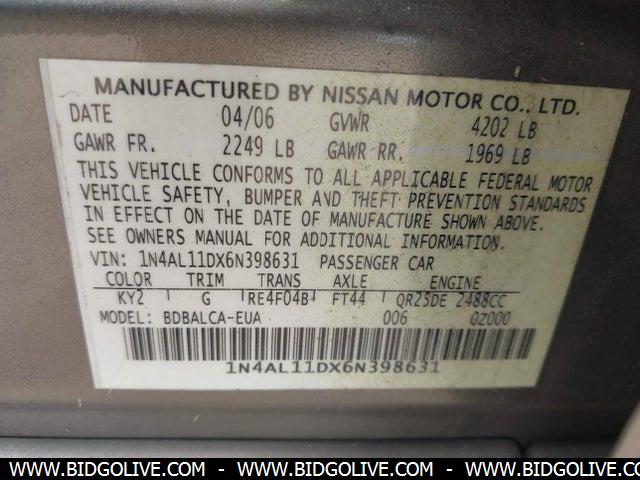 MANUFACTURED BY NISSAN MOTOR CO., LTD.
DATE 04/06 GVWR 4202 LB
GAWR FR. 2249 LB GAWR RR. 1969 LB
THIS VEHICLE CONFORMS TO ALL APPLICABLE FEDERAL MOTOR
VEHICLE SAFETY, BUMPER AND THEFT PREVENTION STANDARDS
IN EFFECT ON THE DATE OF MANUFACTURE SHOWN ABOVE.
SEE OWNERS MANUAL FOR ADDITIONAL INFORMATION.
VIN: 1N4AL11DX6N398631 PASSENGER CAR
COLOR TRIM TRANS AXLE ENGINE
KY2 G RE4F04B FT44 QR25DE 2488CC
MODEL: BDBALCA-EUA 006 0Z000
1N4AL11DX6N398631
WWW.BIDGOLIVE.COM - WWW.BIDGOLIVE.COM - WWW.BIDGOLIVE.COM